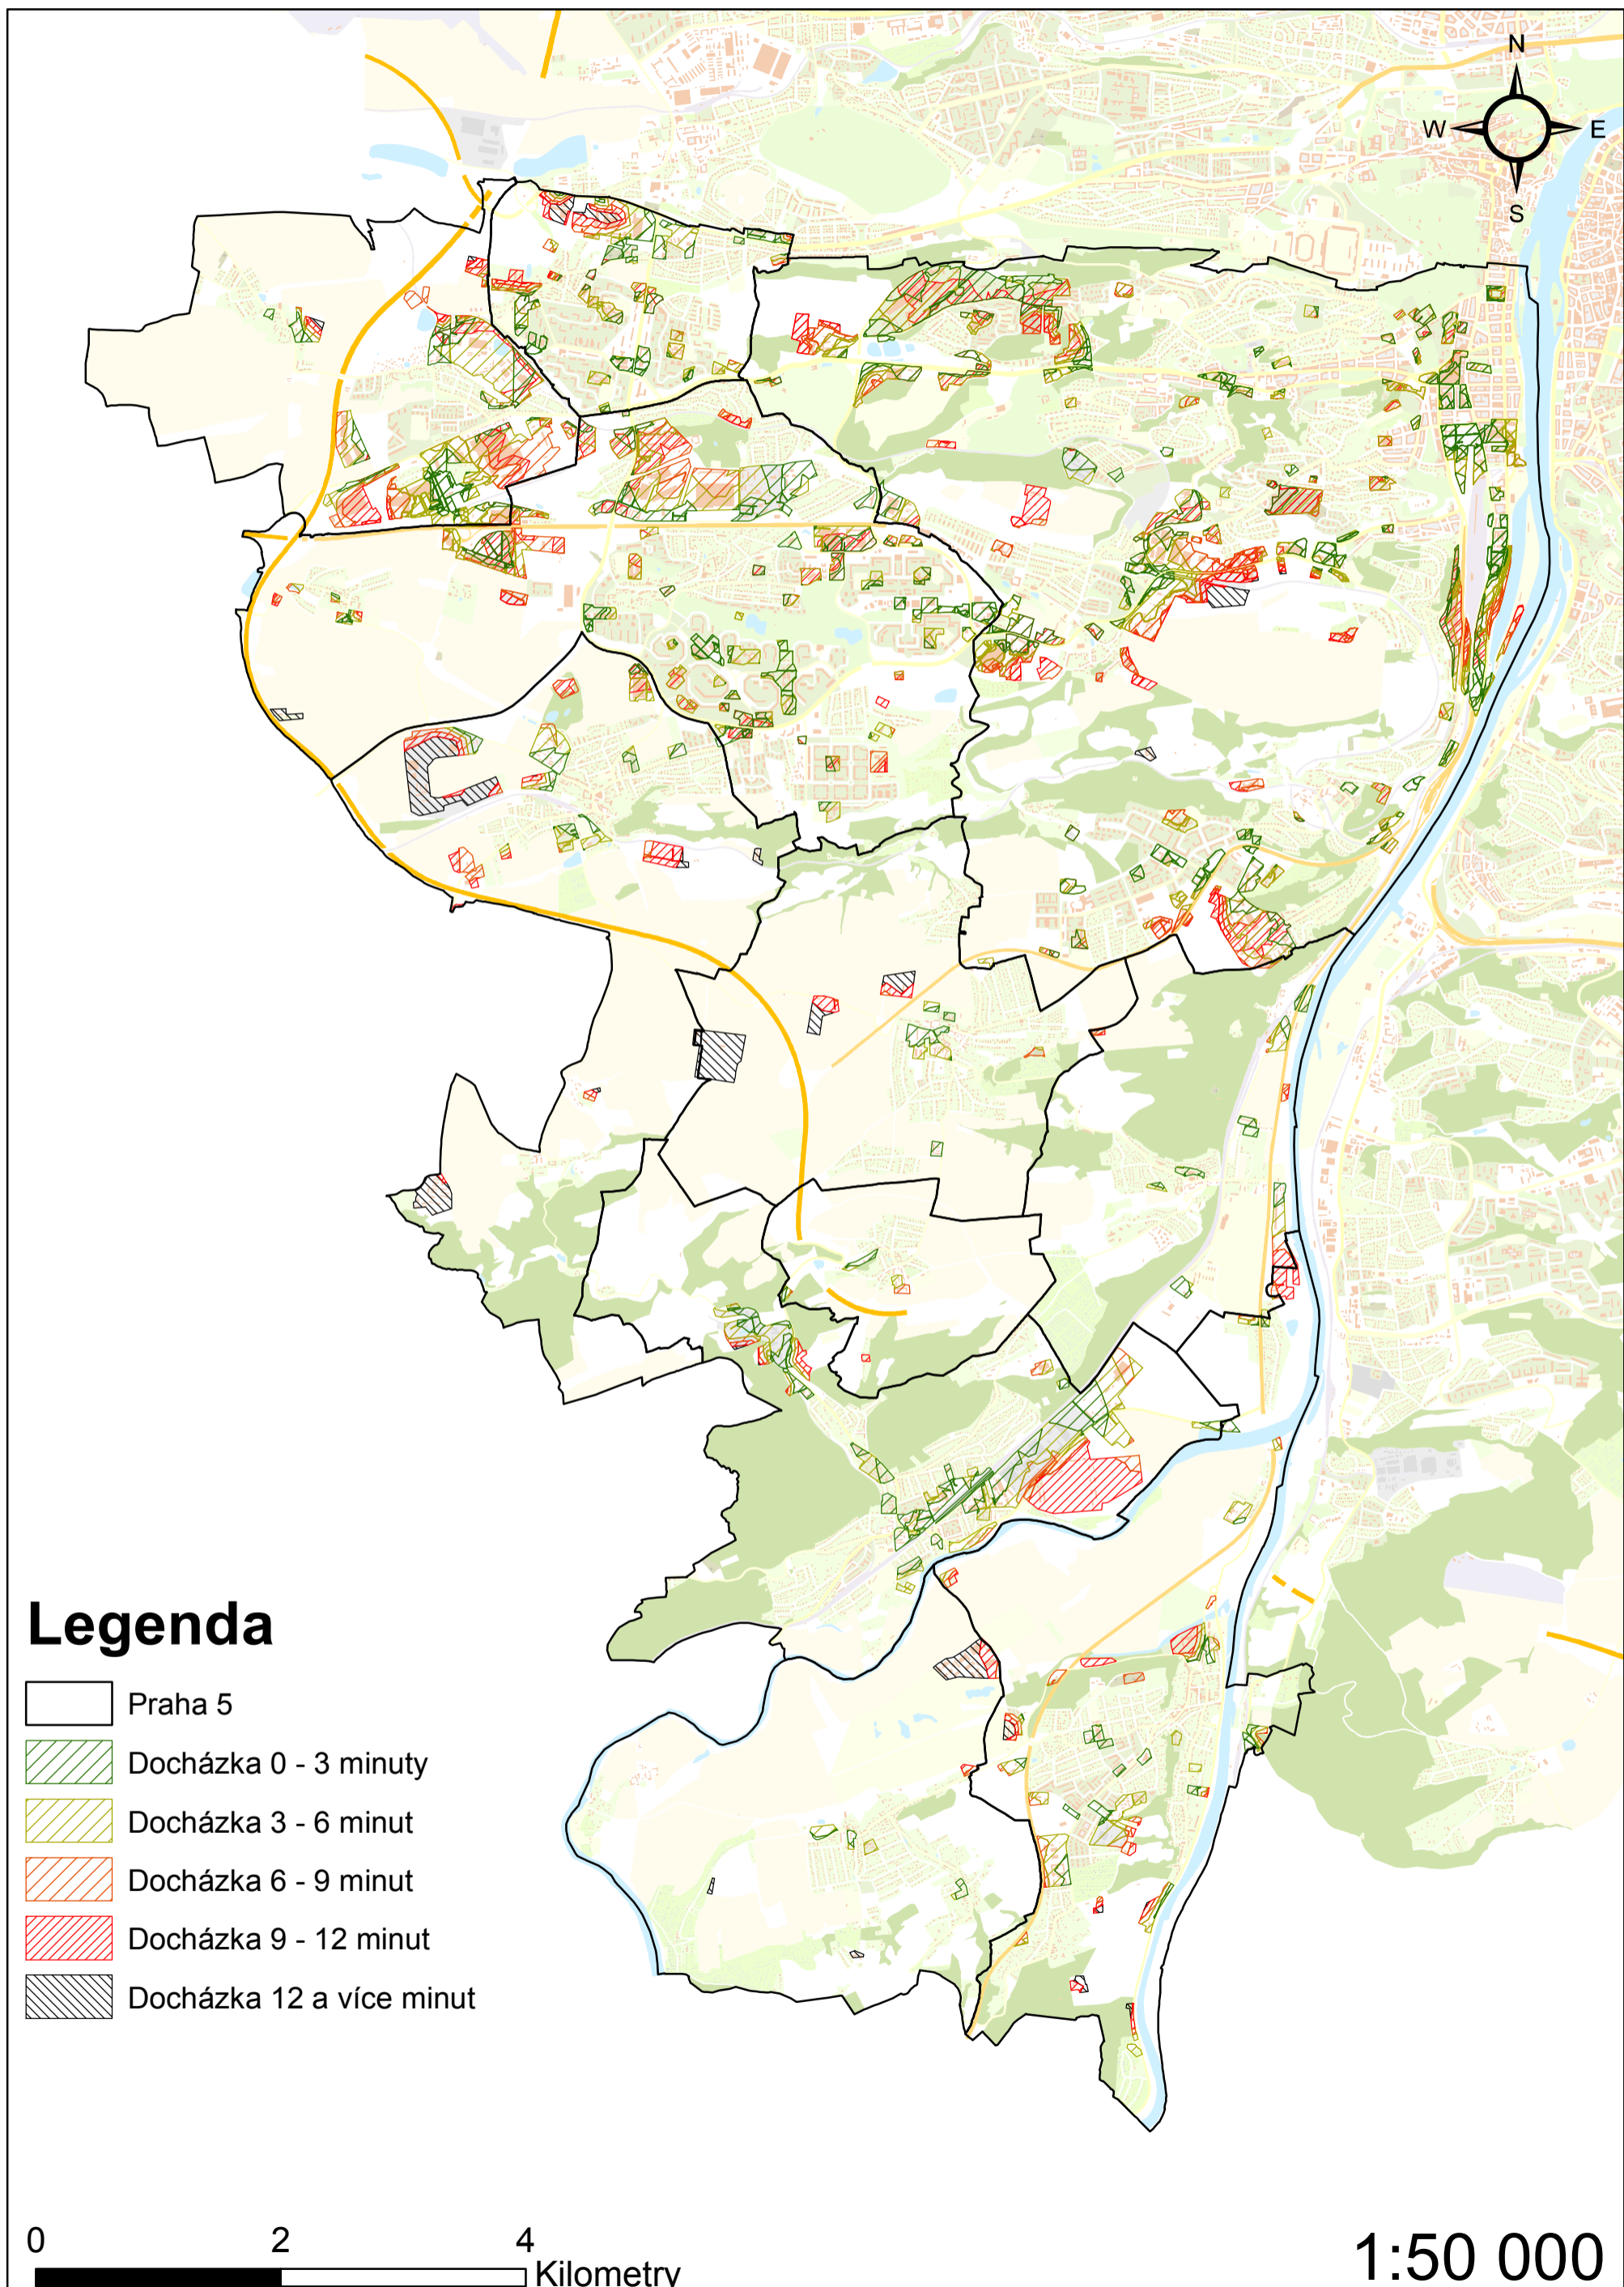 N
W E
S
Legenda
Praha 5
Docházka 0 - 3 minuty
Docházka 3 - 6 minut
Docházka 6 - 9 minut
Docházka 9 - 12 minut
Docházka 12 a více minut
0 2 4
Kilometry
1:50 000